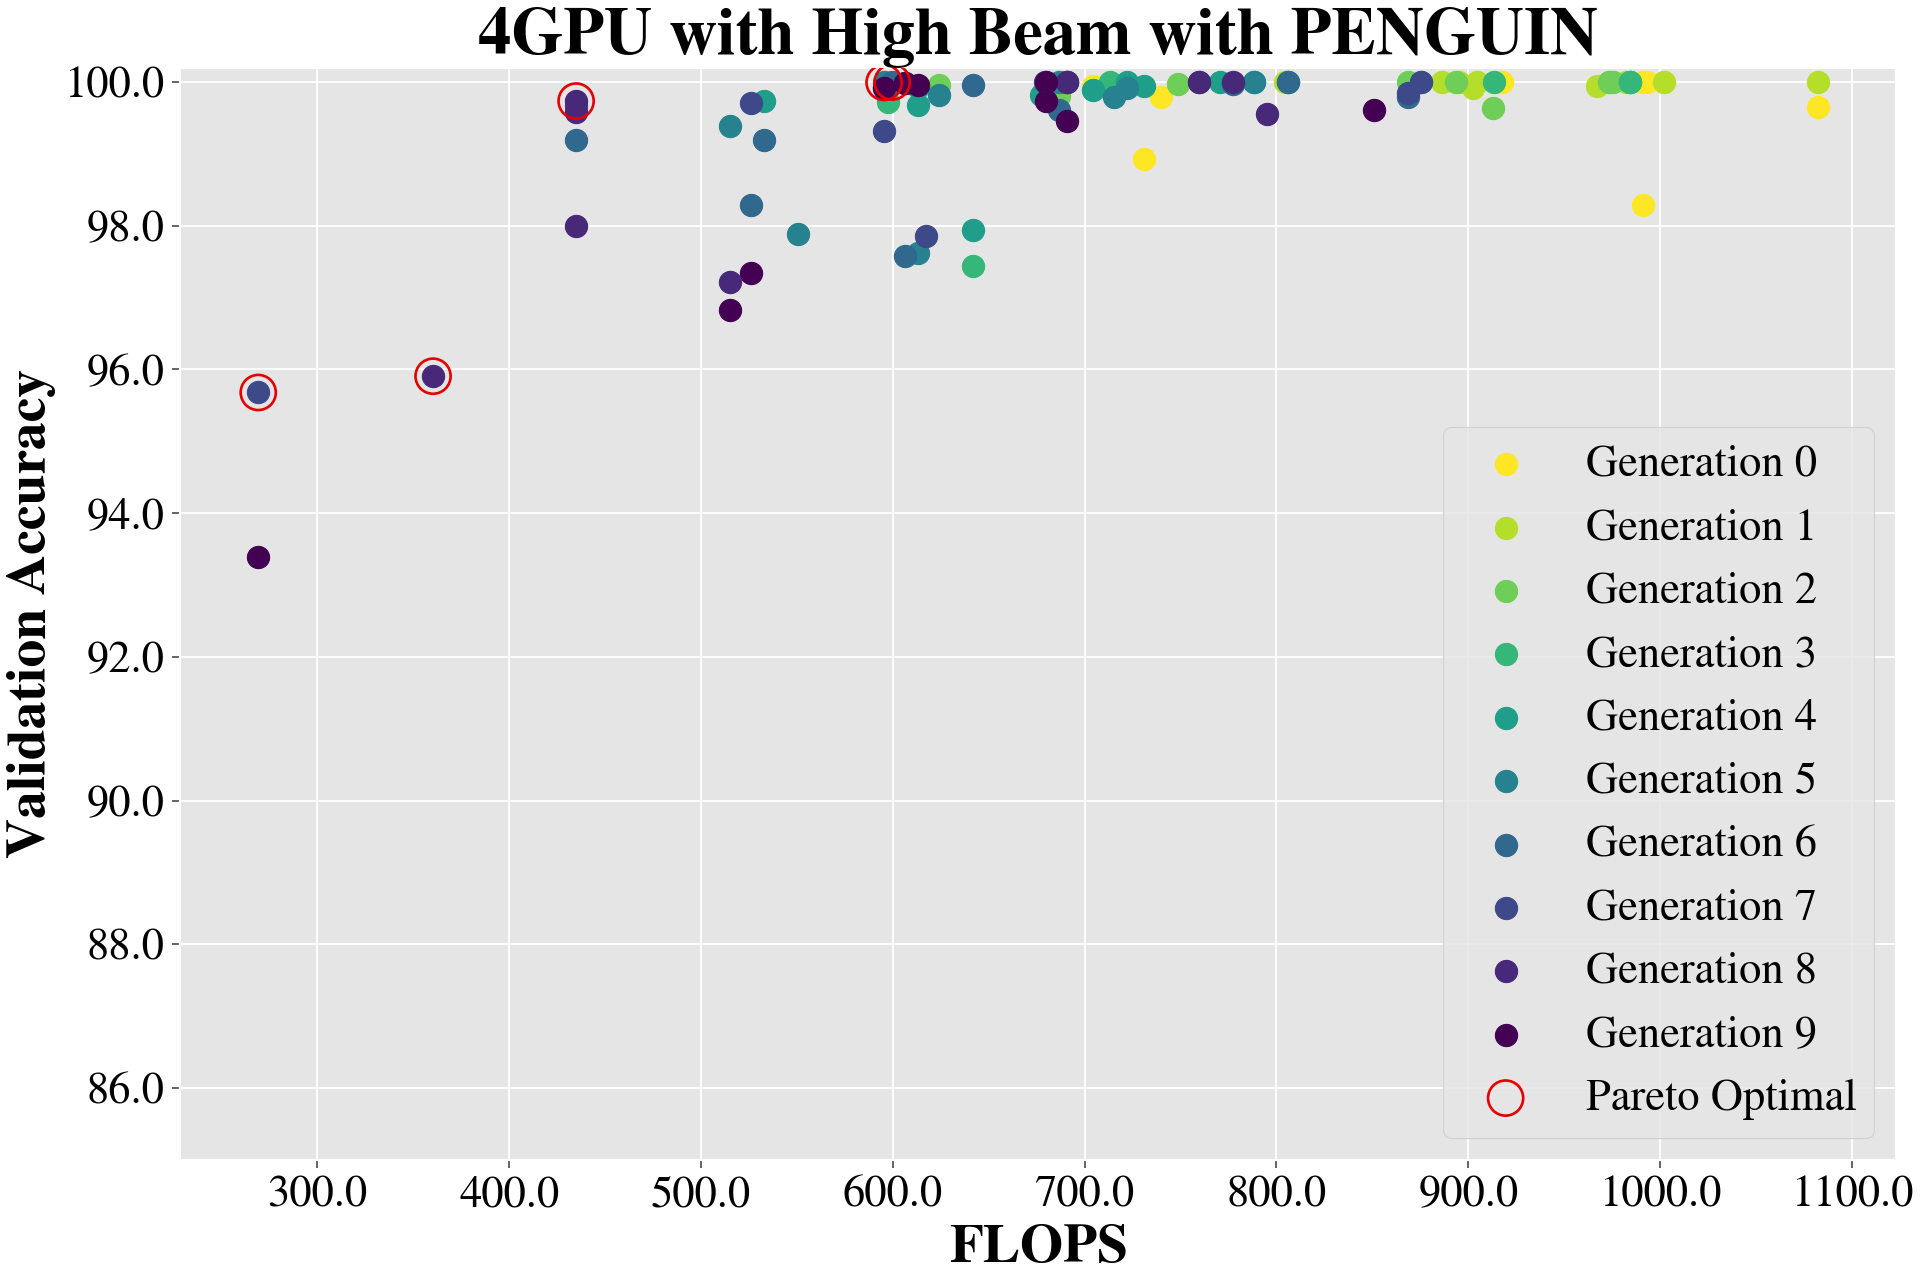 4GPU with High Beam with PENGUIN
100.0
98.0
96.0
94.0
92.0
90.0
88.0
86.0
Validation Accuracy
Generation 0
Generation 1
Generation 2
Generation 3
Generation 4
Generation 5
Generation 6
Generation 7
Generation 8
Generation 9
Pareto Optimal
300.0 400.0 500.0 600.0 700.0 800.0 900.0 1000.0 1100.0
FLOPS